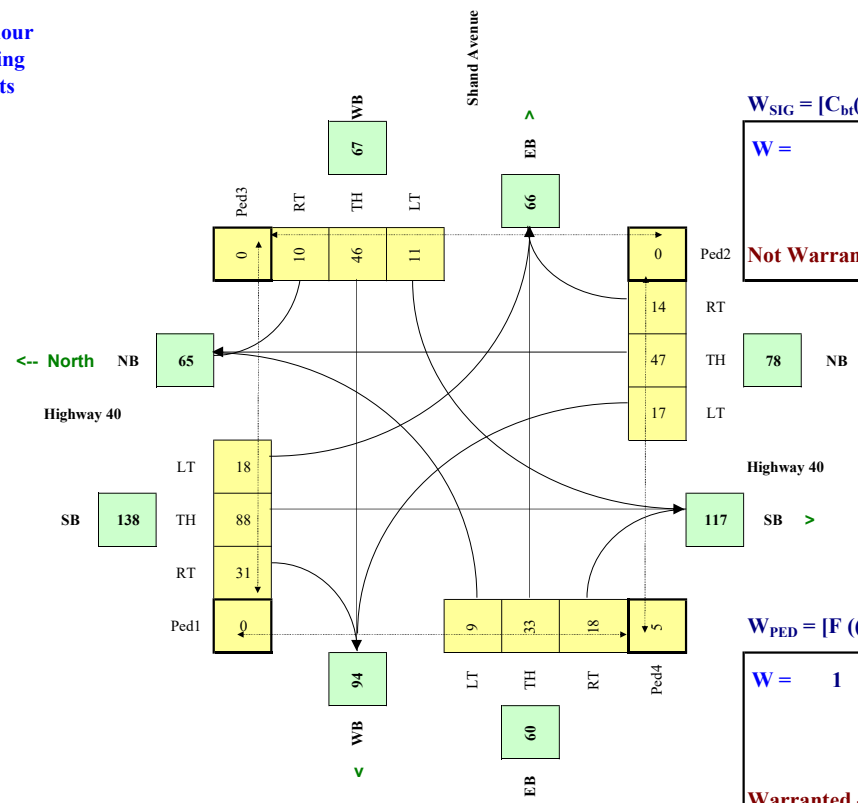 Shand Avenue
WB
67
EB
66
>
W_SIG = [C_bt(
W =
Not Warran
Ped3
RT
TH
LT
0
10
46
11
0
Ped2
14
RT
47
TH
78
NB
17
LT
<-- North
NB
65
Highway 40
Highway 40
LT
18
SB
138
TH
88
117
SB
>
RT
31
Ped1
0
9
33
18
5
94
LT
TH
RT
Ped4
WB
v
60
EB
W_PED = [F ((
W =
1
Warranted